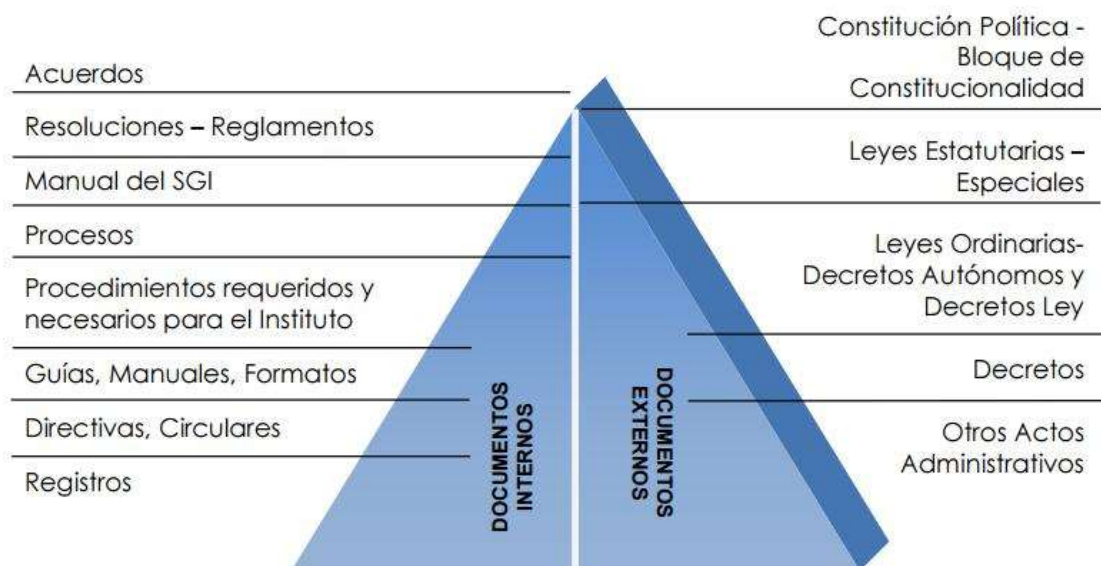 Acuerdos
Resoluciones – Reglamentos
Manual del SGI
Procesos
Procedimientos requeridos y
necesarios para el Instituto
Guías, Manuales, Formatos
Directivas, Circulares
Registros
DOCUMENTOS
INTERNOS
DOCUMENTOS
EXTERNOS
Constitución Política -
Bloque de
Constitucionalidad
Leyes Estatutarias –
Especiales
Leyes Ordinarias-
Decretos Autónomos y
Decretos Ley
Decretos
Otros Actos
Administrativos